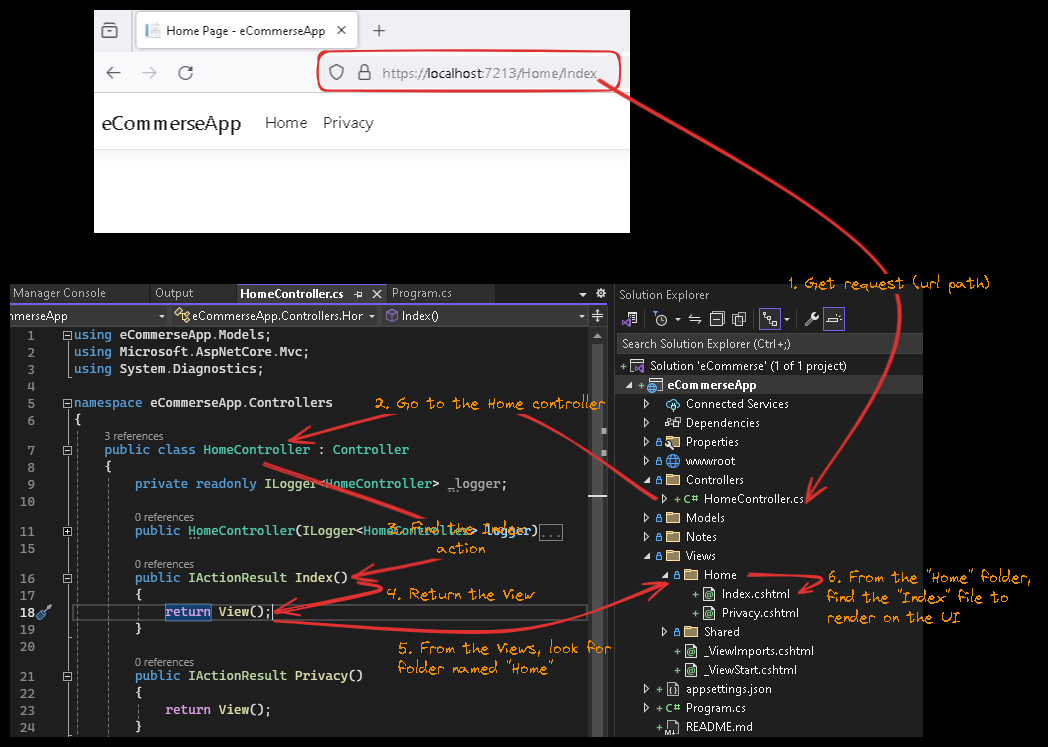 Home Page - eCommerseApp
https://localhost:7213/Home/Index
eCommerseApp Home Privacy
1. Get request (url path)
Manager Console Output HomeController.cs Program.cs
mmerseApp eCommerseApp.Controllers.Hor Index()
1 using eCommerseApp.Models;
2 using Microsoft.AspNetCore.Mvc;
3 using System.Diagnostics;
4
5 namespace eCommerseApp.Controllers
2. Go to the Home controller
6 {
3 references
7 public class HomeController : Controller
8 {
9 private readonly ILogger<HomeController> _logger;
10
0 references
11 public HomeController(ILogger<HomeController> logger)...
3. Find the Index
action
15
0 references
16 public IActionResult Index()
17 {
4. Return the View
18 return View();
19 }
20
5. From the Views, look for
folder named "Home"
0 references
21 public IActionResult Privacy()
22 {
23 return View();
24 }
Solution Explorer
Search Solution Explorer (Ctrl+;)
Solution 'eCommerse' (1 of 1 project)
eCommerseApp
Connected Services
Dependencies
Properties
wwwroot
Controllers
C# HomeController.cs
Models
Notes
Views
Home
Index.cshtml
Privacy.cshtml
Shared
_ViewImports.cshtml
_ViewStart.cshtml
appsettings.json
C# Program.cs
README.md
6. From the "Home" folder,
find the "Index" file to
render on the UI